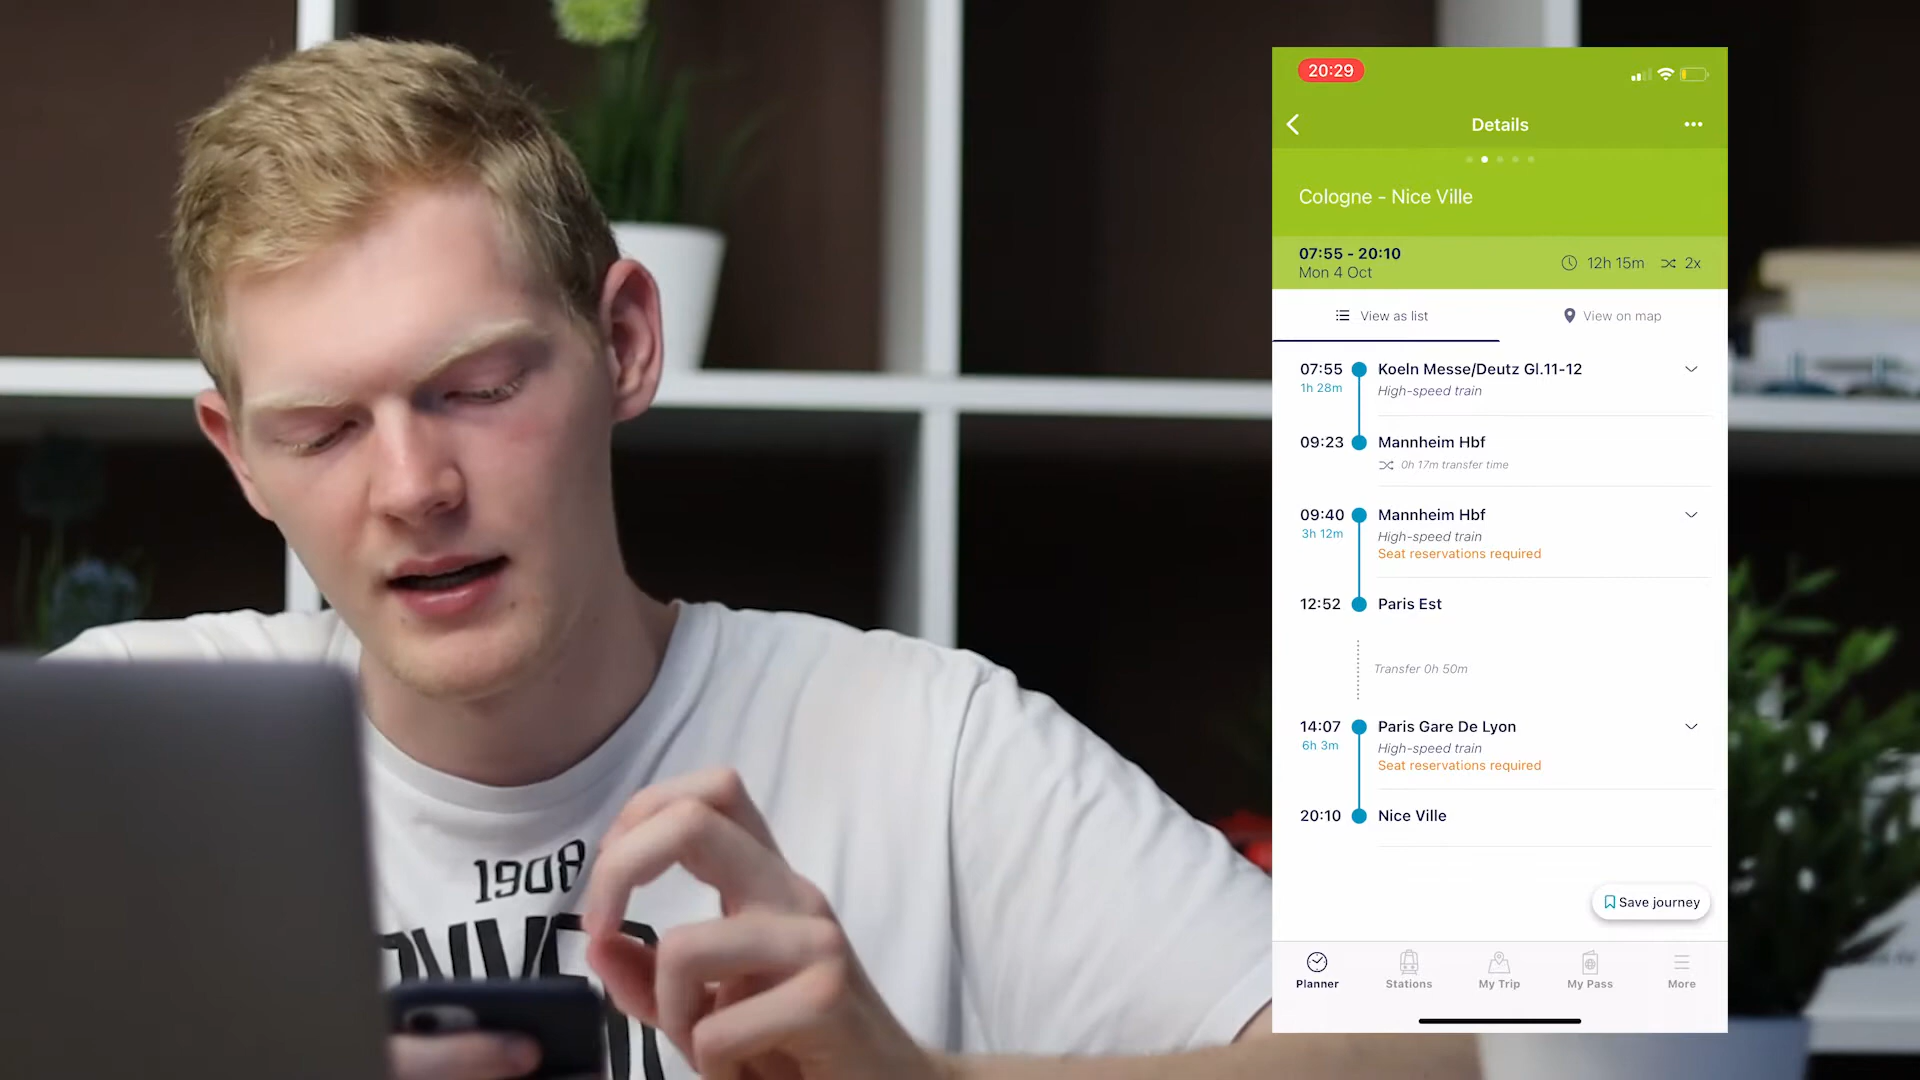 20:29
Details
Cologne - Nice Ville
07:55 - 20:10
Mon 4 Oct
12h 15m
2x
View as list
View on map
07:55
Koeln Messe/Deutz Gl.11-12
1h 28m
High-speed train
09:23
Mannheim Hbf
0h 17m transfer time
09:40
Mannheim Hbf
3h 12m
High-speed train
Seat reservations required
12:52
Paris Est
Transfer 0h 50m
14:07
Paris Gare De Lyon
6h 3m
High-speed train
Seat reservations required
20:10
Nice Ville
Save journey
Planner
Stations
My Trip
My Pass
More
1908